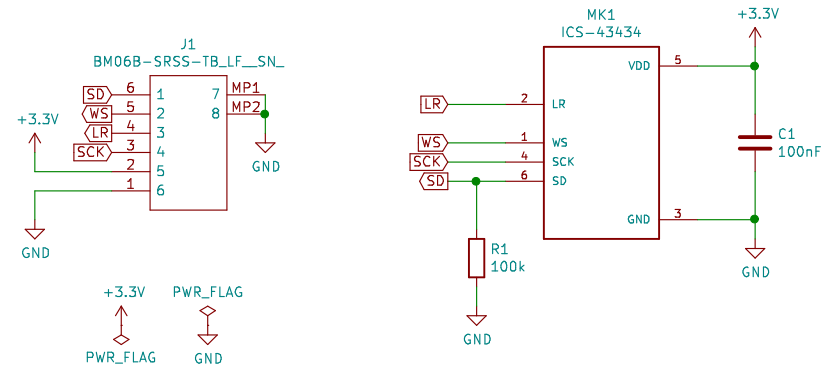 J1
BM06B-SRSS-TB_LF__SN_
SD 6 1 7 MP1
WS 5 2 8 MP2
LR 4 3
SCK 3 4
2 5
1 6
+3.3V
GND
GND
+3.3V
PWR_FLAG
PWR_FLAG
GND
MK1
ICS-43434
+3.3V
VDD 5
LR 2 LR
WS 1 WS
SCK 4 SCK
SD 6 SD
GND 3
C1
100nF
GND
R1
100k
GND